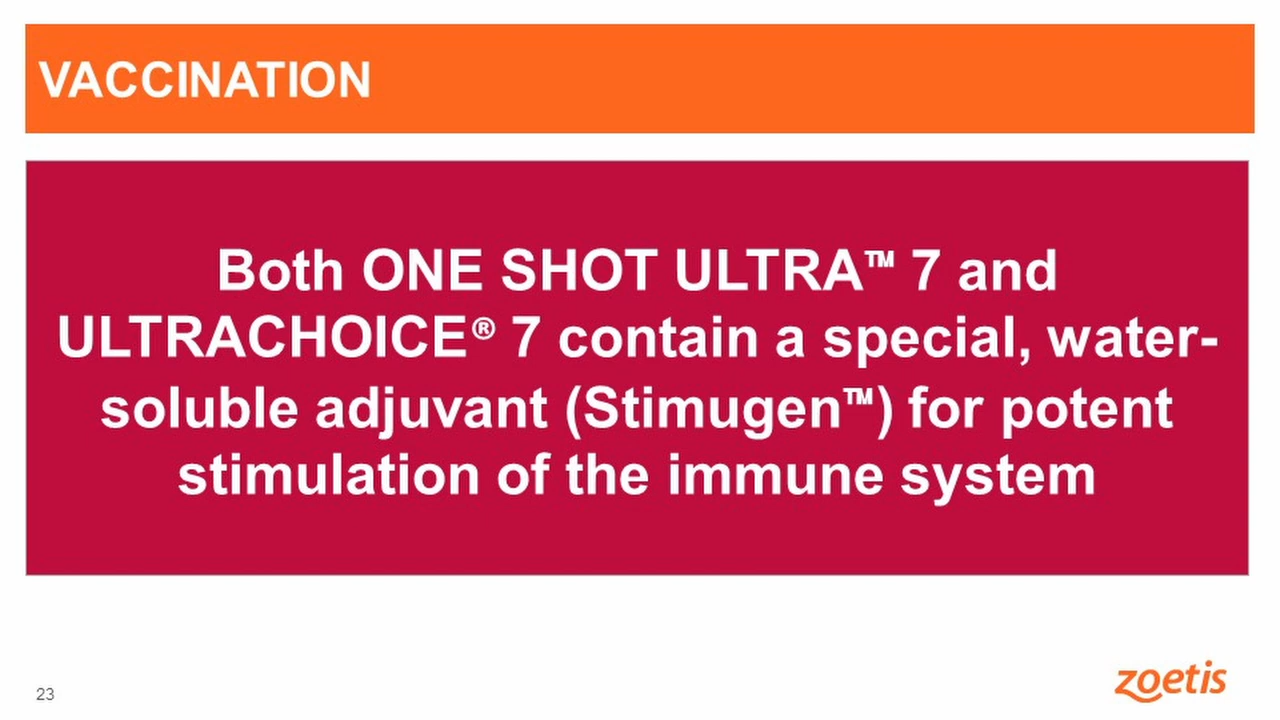 VACCINATION
Both ONE SHOT ULTRA™ 7 and
ULTRACHOICE® 7 contain a special, water-
soluble adjuvant (Stimugen™) for potent
stimulation of the immune system
23
zoetis